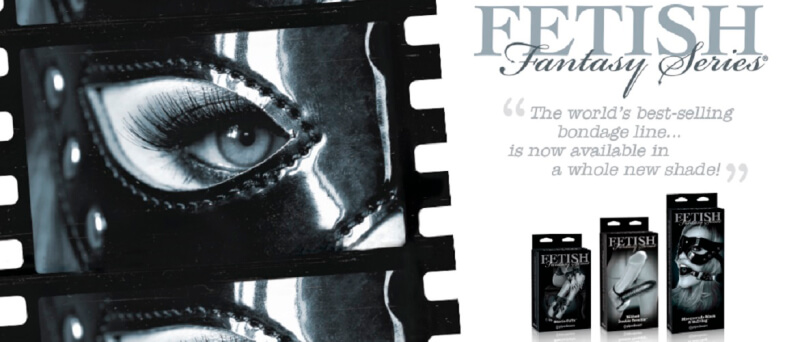 FETISH
Fantasy Series®
“The world's best-selling
bondage line...
is now available in
a whole new shade!”
FETISH
FETISH
FETISH